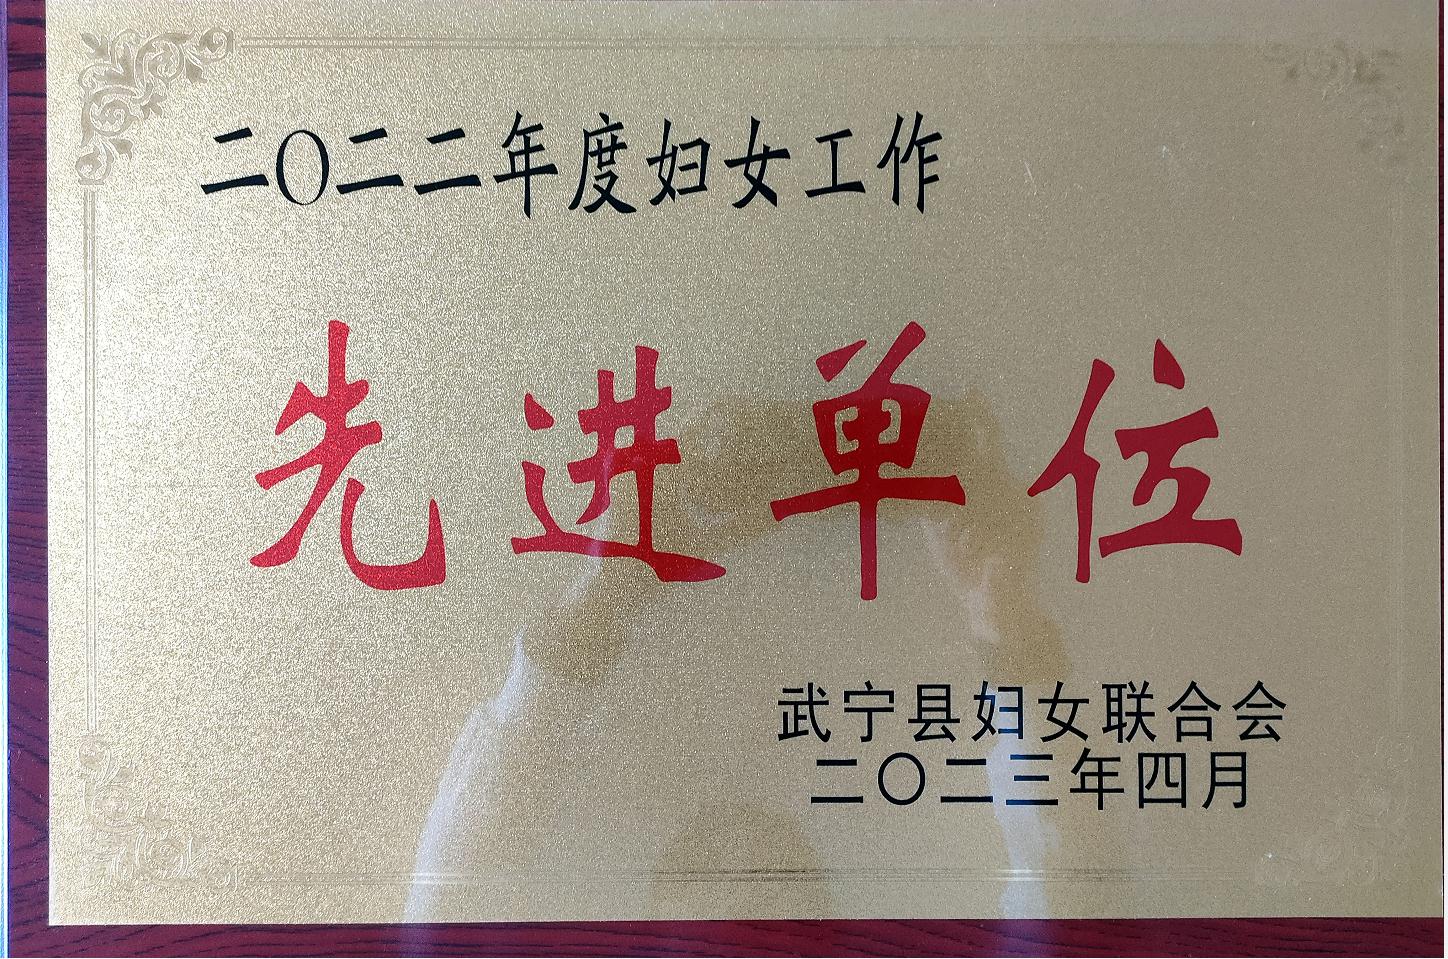 二〇二二年度妇女工作
先进单位
武宁县妇女联合会
二〇二三年四月